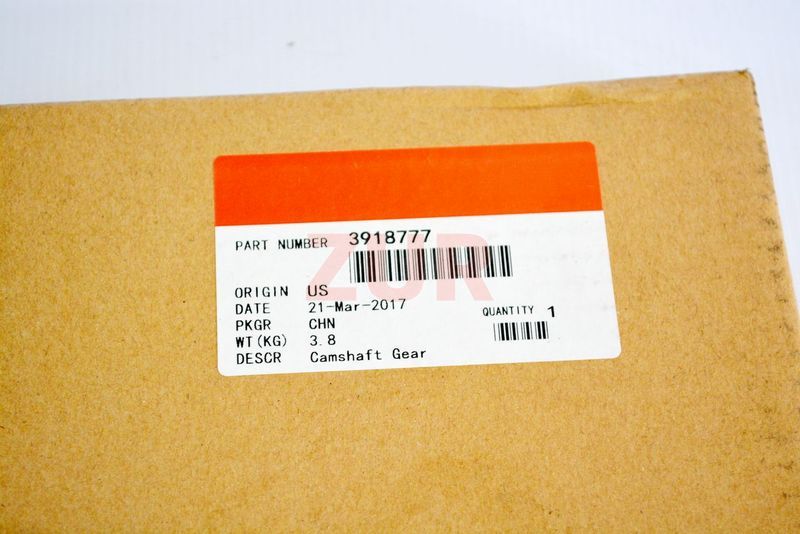 PART NUMBER 3918777
ORIGIN US
DATE 21-Mar-2017
PKGR CHN
WT(KG) 3.8
DESCR Camshaft Gear
QUANTITY 1
ZUR